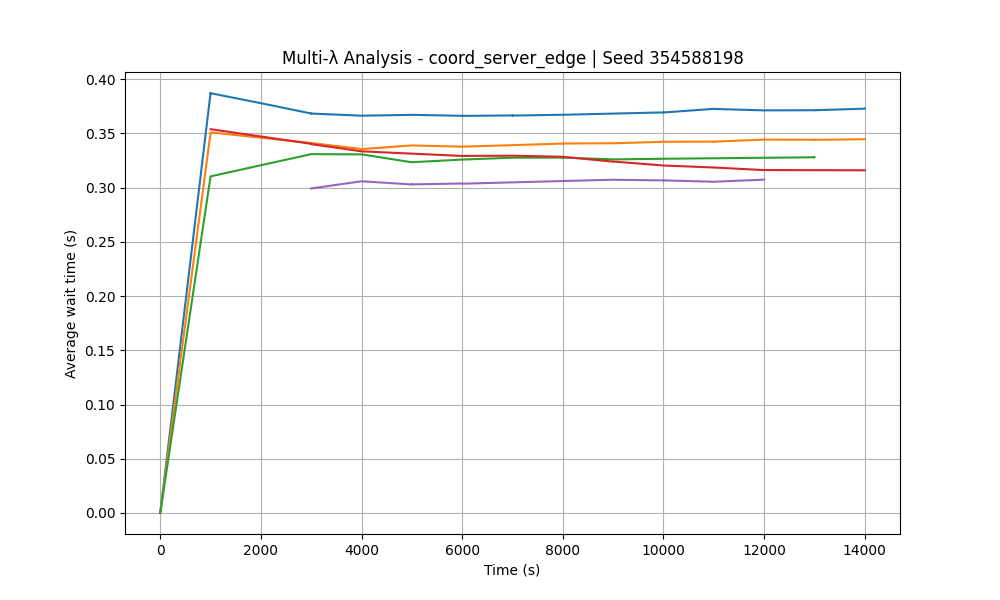 Multi-λ Analysis - coord_server_edge | Seed 354588198
Average wait time (s)
0.40
0.35
0.30
0.25
0.20
0.15
0.10
0.05
0.00
0 2000 4000 6000 8000 10000 12000 14000
Time (s)